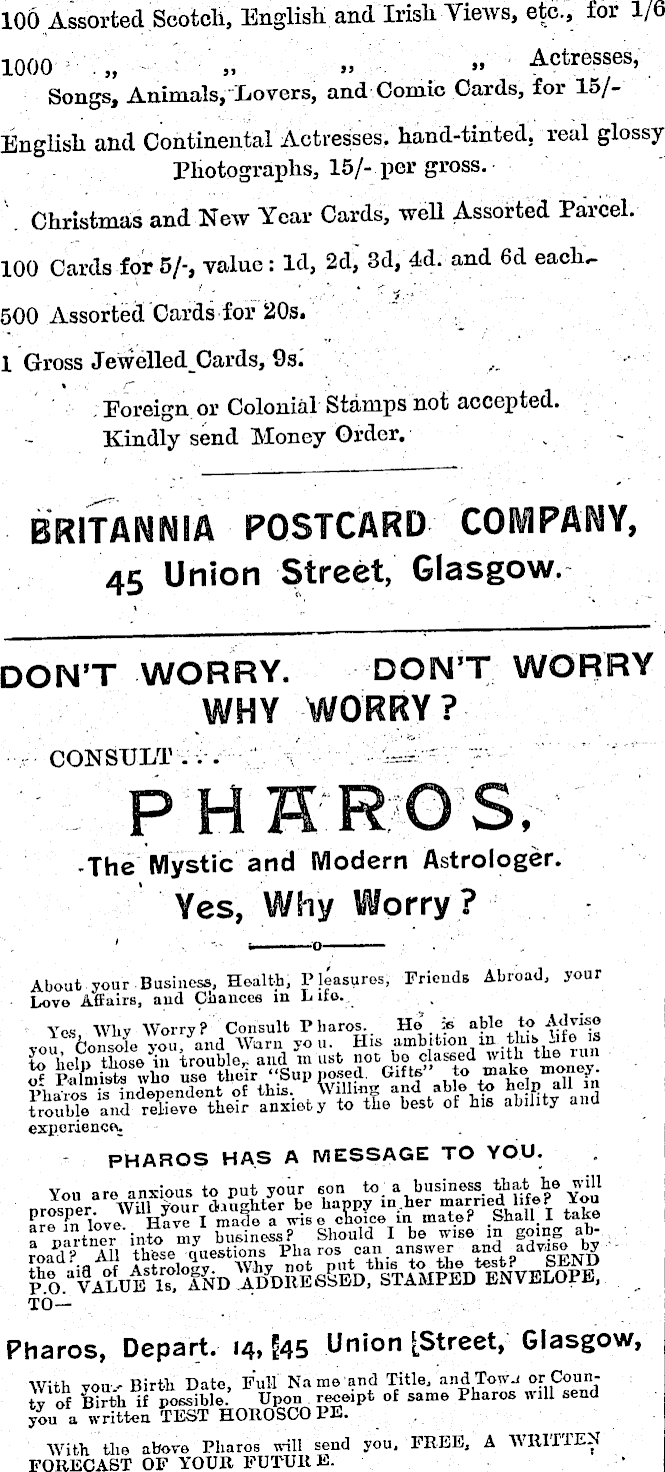 100 Assorted Scotch, English and Irish Views, etc., for 1/6
1000 ,, ,, ,, ,, Actresses,
Songs, Animals, Lovers, and Comic Cards, for 15/-
English and Continental Actresses. hand-tinted, real glossy
Photographs, 15/- per gross.
Christmas and New Year Cards, well Assorted Parcel.
100 Cards for 5/-, value: 1d, 2d, 3d, 4d. and 6d each.
500 Assorted Cards for 20s.
1 Gross Jewelled Cards, 9s.
Foreign or Colonial Stamps not accepted.
Kindly send Money Order.
BRITANNIA POSTCARD COMPANY,
45 Union Street, Glasgow.
DON'T WORRY. DON'T WORRY
WHY WORRY?
CONSULT...
PHAROS,
The Mystic and Modern Astrologer.
Yes, Why Worry?
About your Business, Health, Pleasures, Friends Abroad, your
Love Affairs, and Chances in Life.
Yes, Why Worry? Consult Pharos. He is able to Advise
you, Console you, and Warn you. His ambition in this life is
to help those in trouble, and must not be classed with the run
of Palmists who use their "Supposed Gifts" to make money.
Pharos is independent of this. Willing and able to help all in
trouble and relieve their anxiety to the best of his ability and
experience.
PHAROS HAS A MESSAGE TO YOU.
You are anxious to put your son to a business that he will
prosper. Will your daughter be happy in her married life? You
are in love. Have I made a wise choice in mate? Shall I take
a partner into my business? Should I be wise in going ab-
road? All these questions Pharos can answer and advise by
the aid of Astrology. Why not put this to the test? SEND
P.O. VALUE 1s, AND ADDRESSED, STAMPED ENVELOPE,
TO—
Pharos, Depart. 14, [45 Union [Street, Glasgow,
With your Birth Date, Full Name and Title, and Town or Coun-
ty of Birth if possible. Upon receipt of same Pharos will send
you a written TEST HOROSCOPE.
With the above Pharos will send you, FREE, A WRITTEN
FORECAST OF YOUR FUTURE.